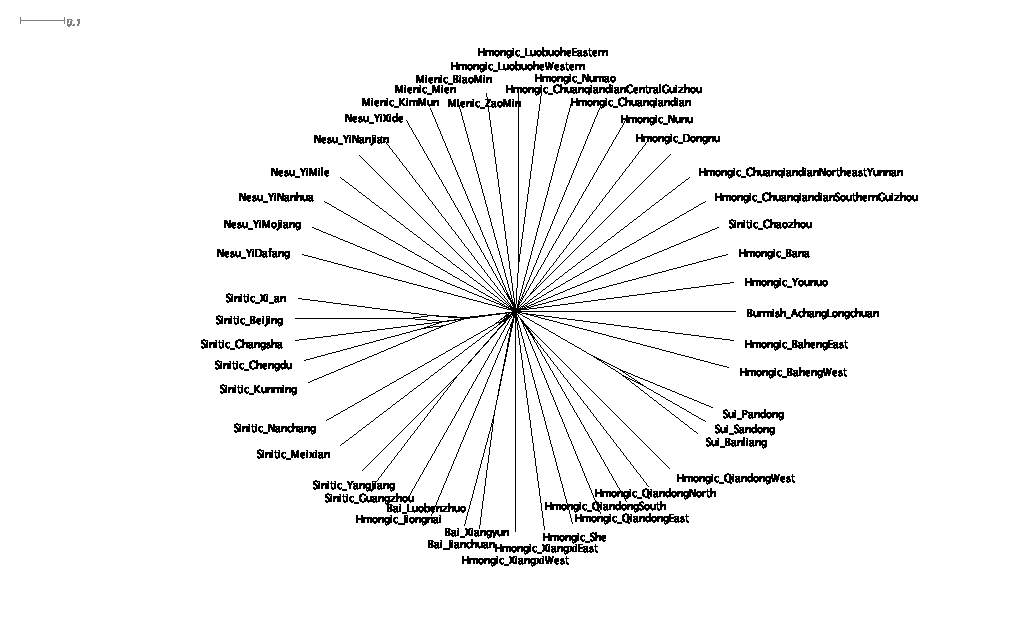 0.1
Hmongic_LuobuoheEastern
Hmongic_LuobuoheWestern
Mienic_BiaoMin
Hmongic_Numao
Mienic_Mien
Hmongic_ChuanqiandianCentralGuizhou
Mienic_KimMun
Mienic_ZaoMin
Hmongic_Chuanqiandian
Nesu_YiXide
Hmongic_Nunu
Nesu_YiNanjian
Hmongic_Dongnu
Nesu_YiMile
Hmongic_ChuanqiandianNortheastYunnan
Nesu_YiNanhua
Hmongic_ChuanqiandianSouthernGuizhou
Nesu_YiMojiang
Sinitic_Chaozhou
Nesu_YiDafang
Hmongic_Bana
Hmongic_Younuo
Sinitic_Xi_an
Burmish_AchangLongchuan
Sinitic_Beijing
Sinitic_Changsha
Hmongic_BahengEast
Sinitic_Chengdu
Hmongic_BahengWest
Sinitic_Kunming
Sui_Pandong
Sinitic_Nanchang
Sui_Sandong
Sui_Banliang
Sinitic_Meixian
Hmongic_QiandongWest
Sinitic_Yangjiang
Hmongic_QiandongNorth
Sinitic_Guangzhou
Bai_Luobenzhuo
Hmongic_QiandongSouth
Hmongic_Jiongnai
Hmongic_QiandongEast
Bai_Xiangyun
Hmongic_She
Bai_Jianchuan
Hmongic_XiangxiEast
Hmongic_XiangxiWest